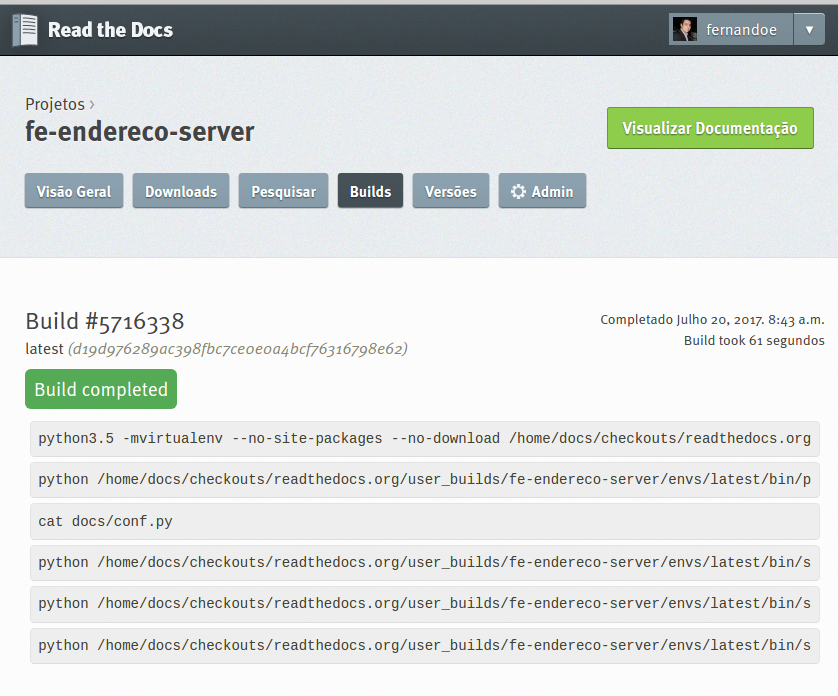 Read the Docs
fernandoe
Projetos ›
fe-endereco-server
Visualizar Documentação
Visão Geral
Downloads
Pesquisar
Builds
Versões
Admin
Build #5716338
Completado Julho 20, 2017. 8:43 a.m.
latest (d19d976289ac398fbc7ce0e0a4bcf76316798e62)
Build took 61 segundos
Build completed
python3.5 -mvirtualenv --no-site-packages --no-download /home/docs/checkouts/readthedocs.org
python /home/docs/checkouts/readthedocs.org/user_builds/fe-endereco-server/envs/latest/bin/p
cat docs/conf.py
python /home/docs/checkouts/readthedocs.org/user_builds/fe-endereco-server/envs/latest/bin/s
python /home/docs/checkouts/readthedocs.org/user_builds/fe-endereco-server/envs/latest/bin/s
python /home/docs/checkouts/readthedocs.org/user_builds/fe-endereco-server/envs/latest/bin/s